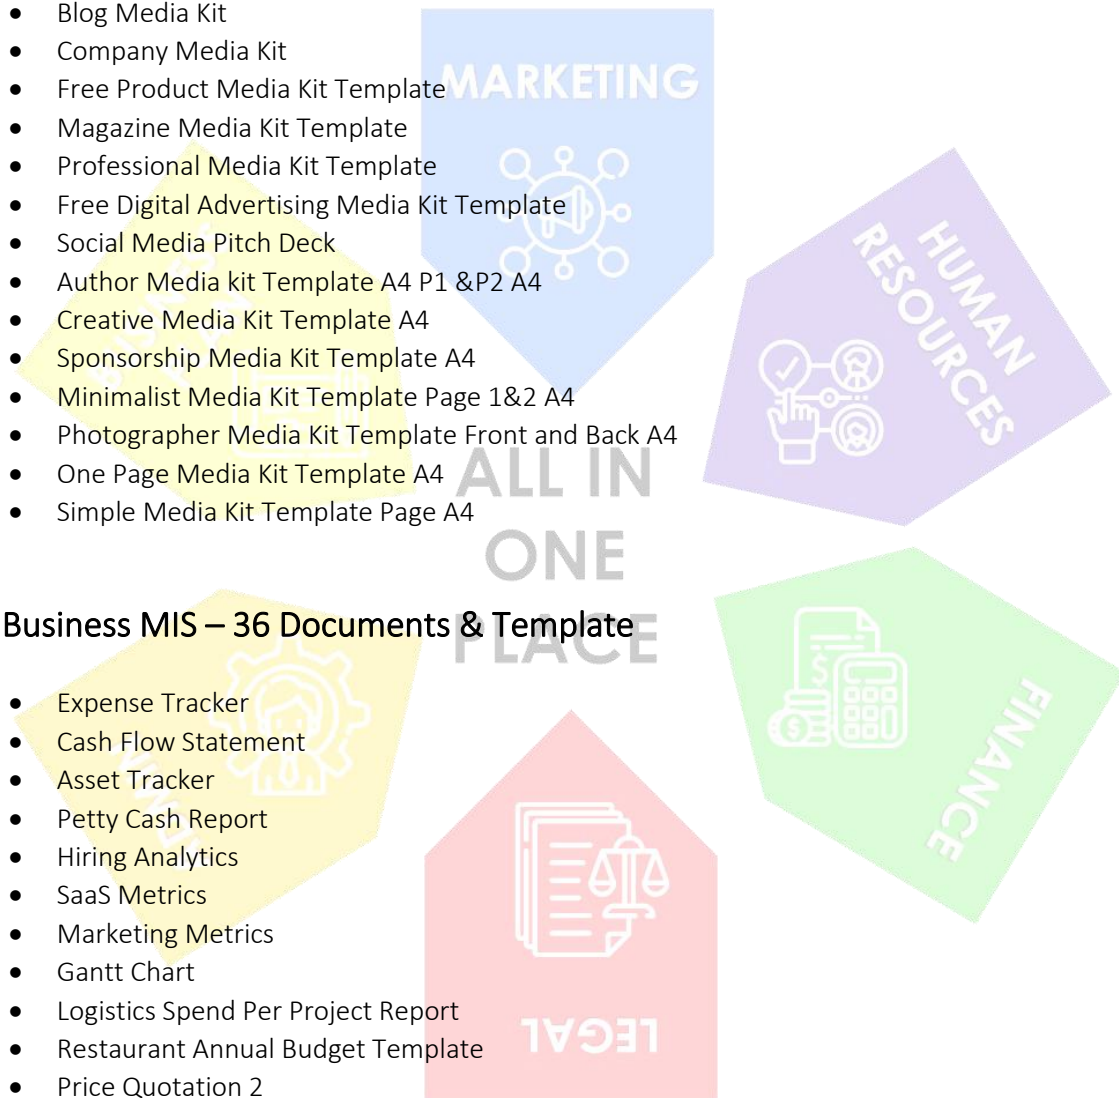 • Blog Media Kit
• Company Media Kit
• Free Product Media Kit Template
• Magazine Media Kit Template
• Professional Media Kit Template
• Free Digital Advertising Media Kit Template
• Social Media Pitch Deck
• Author Media kit Template A4 P1 &P2 A4
• Creative Media Kit Template A4
• Sponsorship Media Kit Template A4
• Minimalist Media Kit Template Page 1&2 A4
• Photographer Media Kit Template Front and Back A4
• One Page Media Kit Template A4
• Simple Media Kit Template Page A4
Business MIS – 36 Documents & Template
• Expense Tracker
• Cash Flow Statement
• Asset Tracker
• Petty Cash Report
• Hiring Analytics
• SaaS Metrics
• Marketing Metrics
• Gantt Chart
• Logistics Spend Per Project Report
• Restaurant Annual Budget Template
• Price Quotation 2
MARKETING
HUMAN
RESOURCES
BUSINESS
PLAN
ALL IN
ONE
PLACE
FINANCE
ADMIN
LEGAL